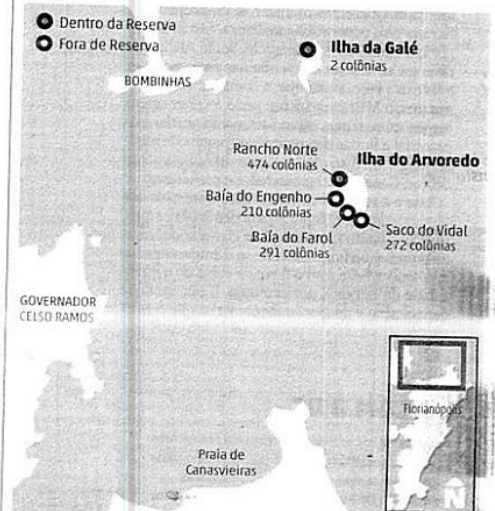 Dentro da Reserva
Fora de Reserva
BOMBINHAS
Ilha da Galé
2 colônias
Rancho Norte
474 colônias
Ilha do Arvoredo
Baía do Engenho
210 colônias
Baía do Farol
291 colônias
Saco do Vidal
272 colônias
GOVERNADOR
CELSO RAMOS
Florianópolis
Praia de
Canasvieiras
N